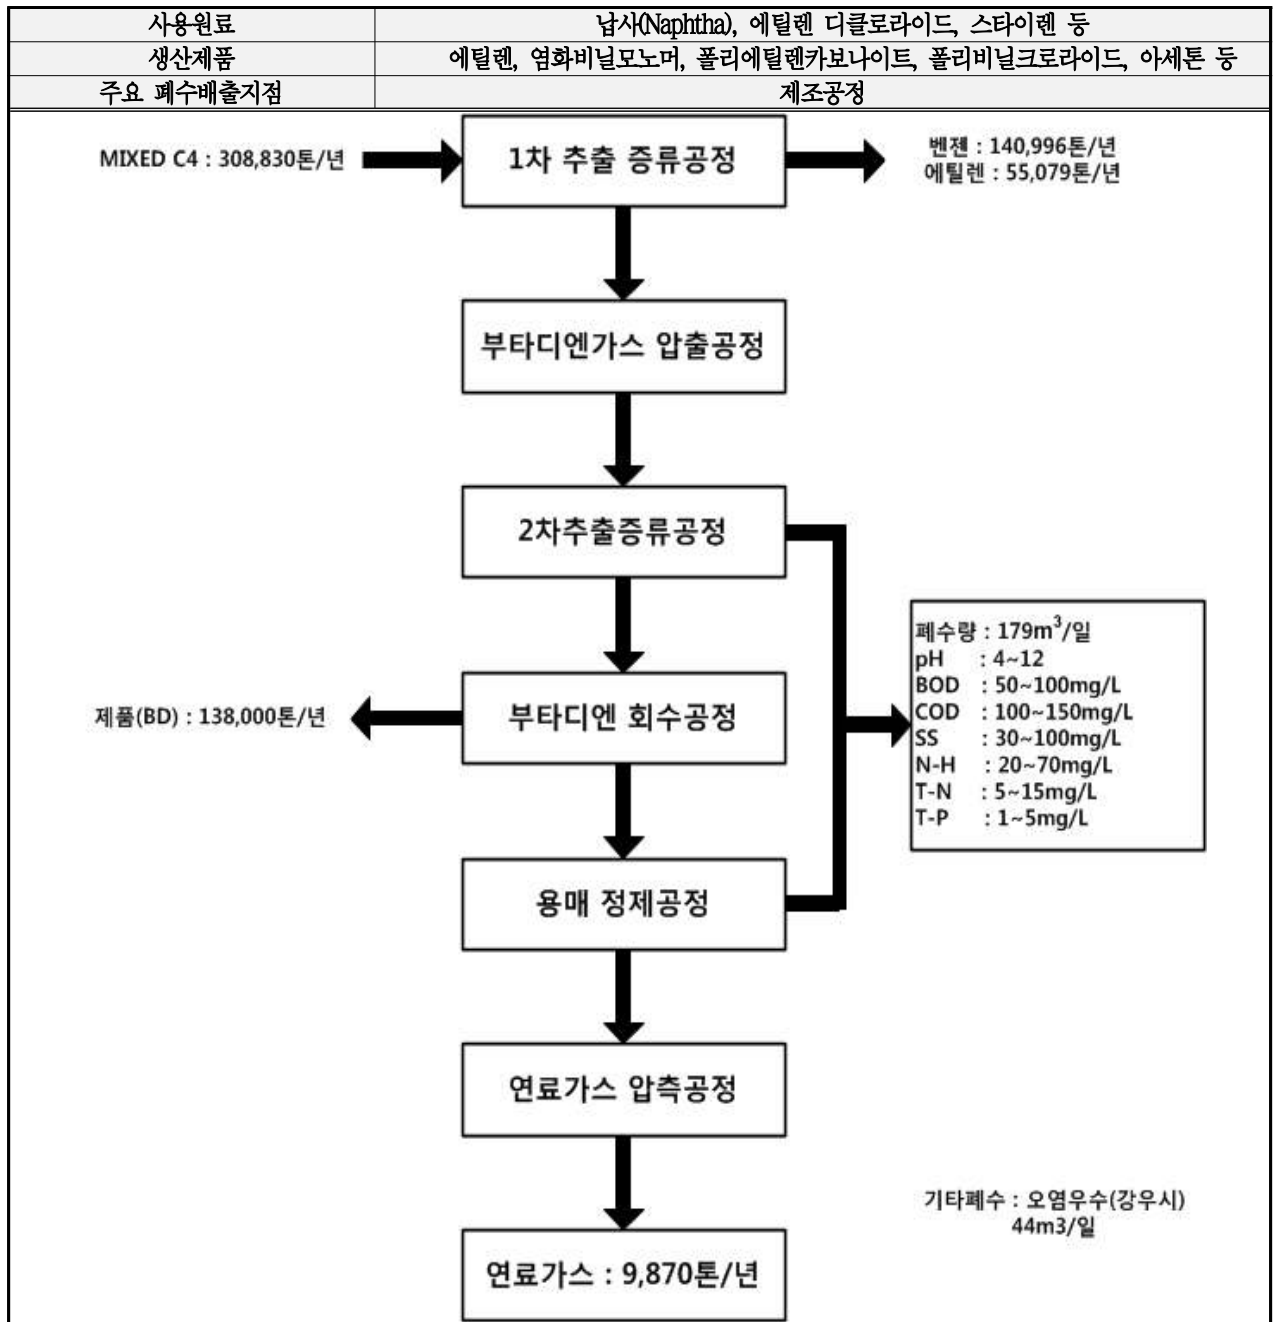 사용원료 납사(Naphtha), 에틸렌 디클로라이드, 스타이렌 등
생산제품 에틸렌, 염화비닐모노머, 폴리에틸렌카보나이트, 폴리비닐크로라이드, 아세톤 등
주요 폐수배출지점 제조공정
MIXED C4 : 308,830톤/년
1차 추출 증류공정
벤젠 : 140,996톤/년
에틸렌 : 55,079톤/년
부타디엔가스 압출공정
2차추출증류공정
폐수량 : 179m³/일
pH : 4~12
BOD : 50~100mg/L
COD : 100~150mg/L
SS : 30~100mg/L
N-H : 20~70mg/L
T-N : 5~15mg/L
T-P : 1~5mg/L
제품(BD) : 138,000톤/년
부타디엔 회수공정
용매 정제공정
연료가스 압측공정
기타폐수 : 오염우수(강우시)
44m3/일
연료가스 : 9,870톤/년